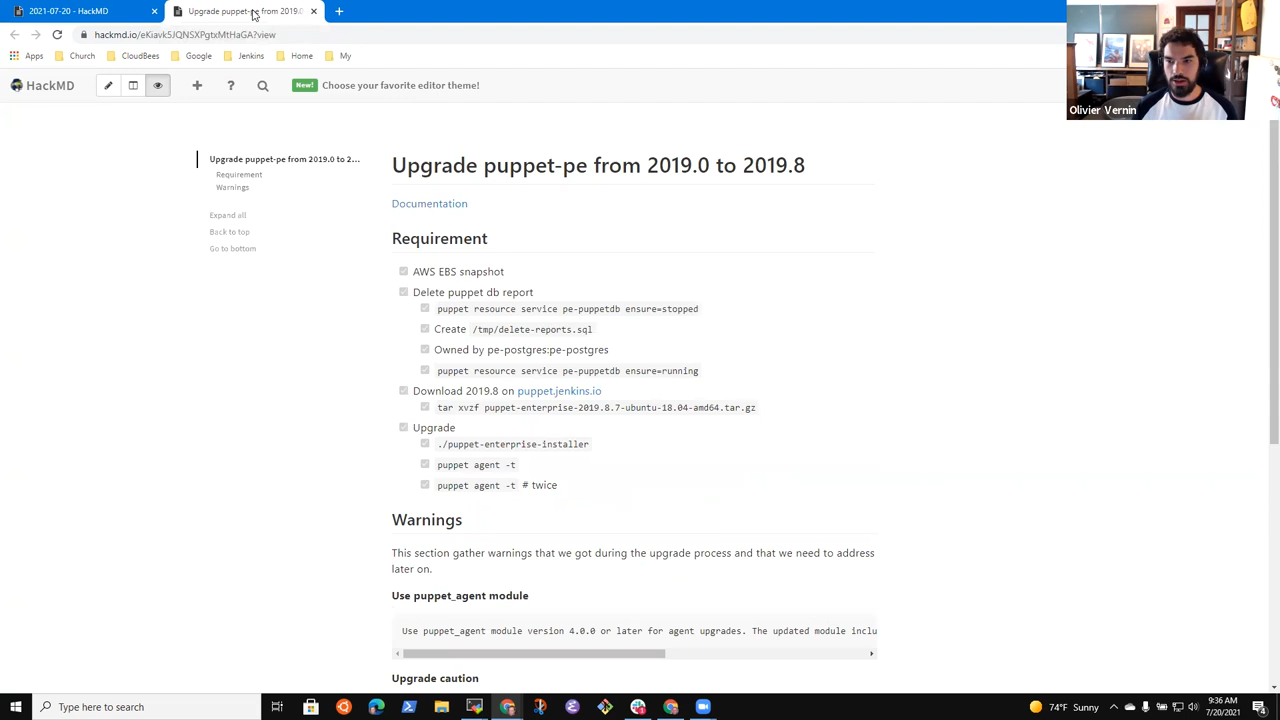 2021-07-20 - HackMD
Upgrade puppet-pe from 2019.0
hackmd.io/eKiavk5JQNSXPgtxMtHaGA?view
Apps
Church
CloudBees
Google
Jenkins
Home
My
HackMD
New!
Choose your favorite editor theme!
Olivier Vernin
Upgrade puppet-pe from 2019.0 to 2...
Requirement
Warnings
Expand all
Back to top
Go to bottom
Upgrade puppet-pe from 2019.0 to 2019.8
Documentation
Requirement
AWS EBS snapshot
Delete puppet db report
puppet resource service pe-puppetdb ensure=stopped
Create /tmp/delete-reports.sql
Owned by pe-postgres:pe-postgres
puppet resource service pe-puppetdb ensure=running
Download 2019.8 on puppet.jenkins.io
tar xvzf puppet-enterprise-2019.8.7-ubuntu-18.04-amd64.tar.gz
Upgrade
./puppet-enterprise-installer
puppet agent -t
puppet agent -t # twice
Warnings
This section gather warnings that we got during the upgrade process and that we need to address
later on.
Use puppet_agent module
Use puppet_agent module version 4.0.0 or later for agent upgrades. The updated module inclu
Upgrade caution
Type here to search
74°F Sunny
9:36 AM
7/20/2021